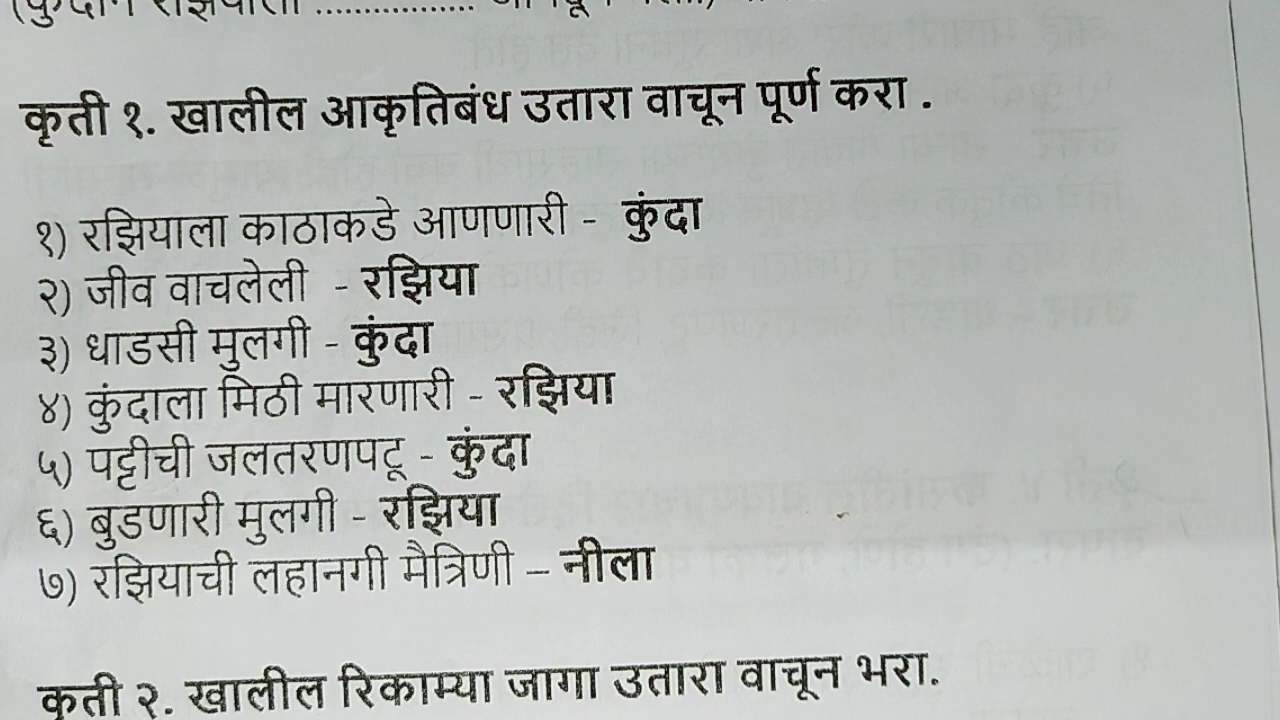 (कुंदाने रझियाला ................
कृती १. खालील आकृतिबंध उतारा वाचून पूर्ण करा .
१) रझियाला काठाकडे आणणारी - कुंदा
२) जीव वाचलेली - रझिया
३) धाडसी मुलगी - कुंदा
४) कुंदाला मिठी मारणारी - रझिया
५) पट्टीची जलतरणपटू - कुंदा
६) बुडणारी मुलगी - रझिया
७) रझियाची लहानगी मैत्रिणी – नीला
कृती २. खालील रिकाम्या जागा उतारा वाचून भरा.